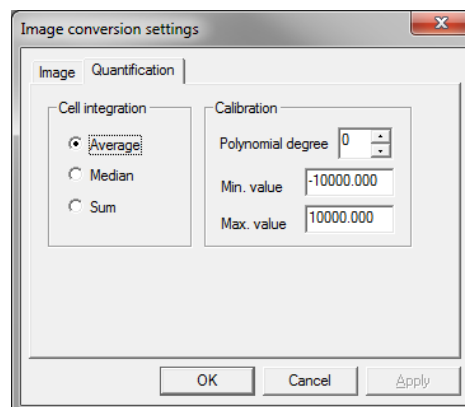 Image conversion settings
Image
Quantification
Cell integration
Average
Median
Sum
Calibration
Polynomial degree 0
Min. value -10000.000
Max. value 10000.000
OK
Cancel
Apply